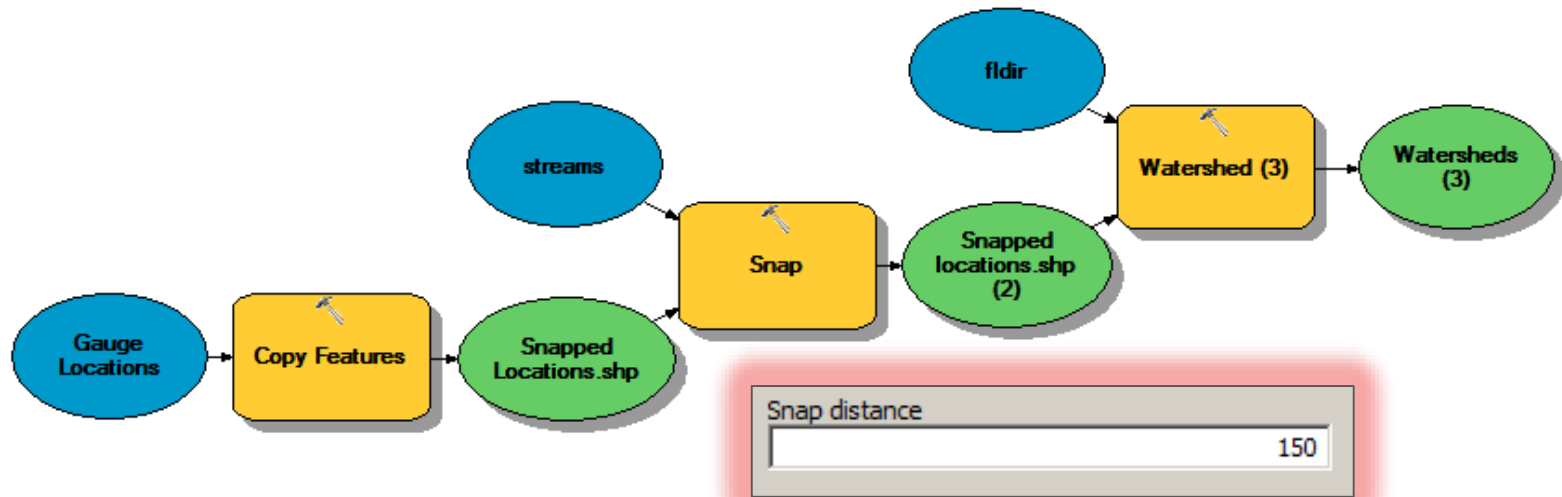 fldir
streams
Watershed (3)
Watersheds
(3)
Snap
Snapped
locations.shp
(2)
Gauge
Locations
Copy Features
Snapped
Locations.shp
Snap distance
150